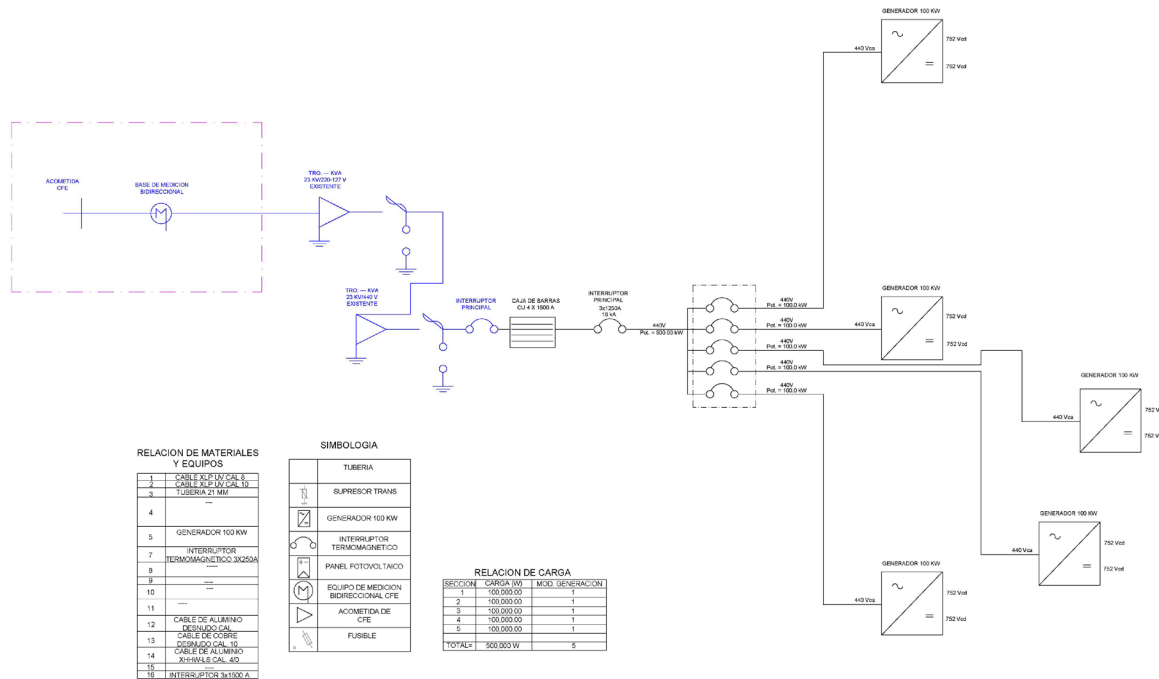 GENERADOR 100 KW
440 Vca
752 Vcd
752 Vcd
ACOMETIDA
CFE
BASE DE MEDICION
BIDIRECCIONAL
M
TRO. --- KVA
23 KV/220-127 V
EXISTENTE
TRO. --- KVA
23 KV/440 V
EXISTENTE
INTERRUPTOR
PRINCIPAL
CAJA DE BARRAS
CU 4 X 1500 A
INTERRUPTOR
PRINCIPAL
3x1250A
18 kA
440V
Pot. = 500.00 kW
440V
Pot. = 100.0 kW
440V
Pot. = 100.0 kW
440V
Pot. = 100.0 kW
440V
Pot. = 100.0 kW
440V
Pot. = 100.0 kW
GENERADOR 100 KW
440 Vca
752 Vcd
752 Vcd
GENERADOR 100 KW
440 Vca
752 V
752 V
GENERADOR 100 KW
440 Vca
752 Vcd
752 Vcd
GENERADOR 100 KW
440 Vca
752 Vcd
752 Vcd
RELACION DE MATERIALES
Y EQUIPOS
1 CABLE XLP UV CAL 8
2 CABLE XLP UV CAL 10
3 TUBERIA 21 MM
4 ---
5 GENERADOR 100 KW
7 INTERRUPTOR
TERMOMAGNETICO 3X250A
8 -----
9 ----
10 ---
11 ----
12 CABLE DE ALUMINIO
DESNUDO CAL.
13 CABLE DE COBRE
DESNUDO CAL. 10
14 CABLE DE ALUMINIO
XHHW-LS CAL. 4/0
15 ----
16 INTERRUPTOR 3x1500 A
SIMBOLOGIA
TUBERIA
SUPRESOR TRANS
GENERADOR 100 KW
INTERRUPTOR
TERMOMAGNETICO
PANEL FOTOVOLTAICO
M EQUIPO DE MEDICION
BIDIRECCIONAL CFE
ACOMETIDA DE
CFE
FUSIBLE
RELACION DE CARGA
SECCION CARGA (W) MOD. GENERACION
1 100,000.00 1
2 100,000.00 1
3 100,000.00 1
4 100,000.00 1
5 100,000.00 1
TOTAL= 500,000 W 5